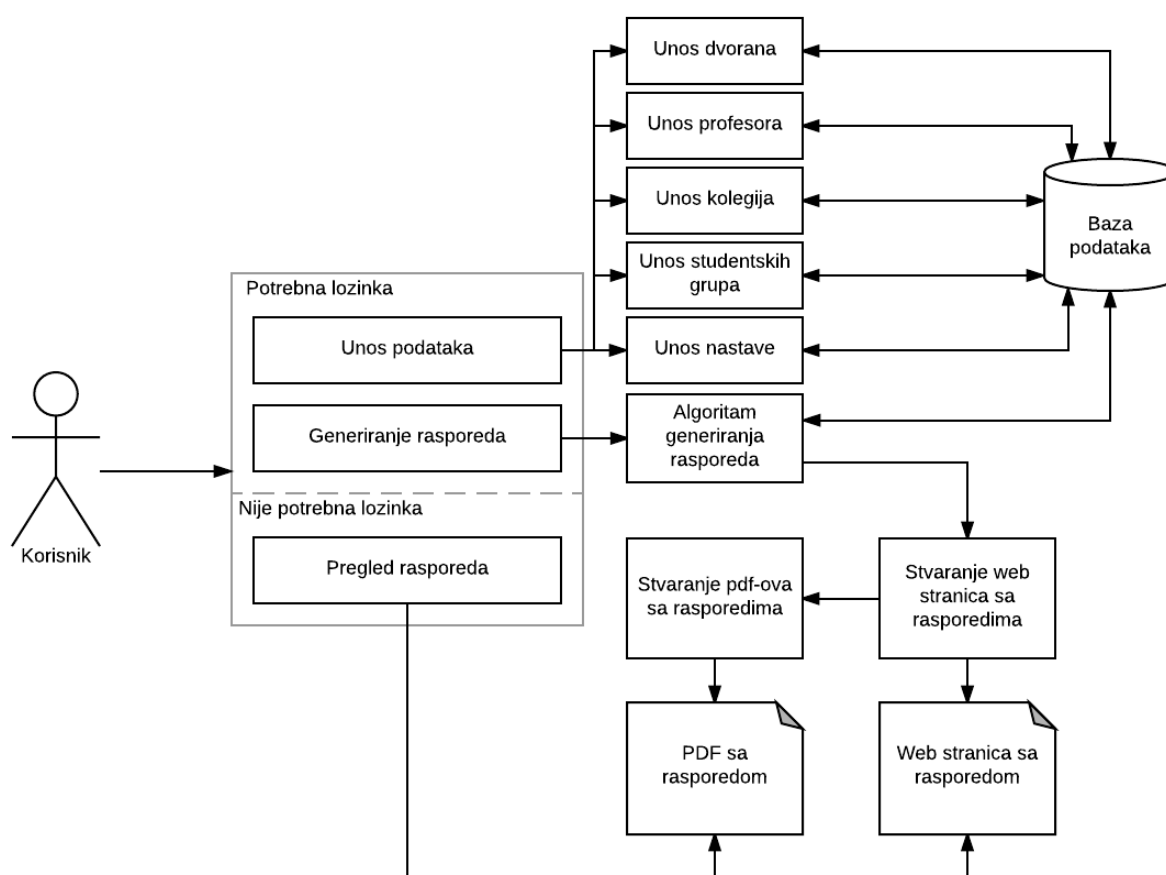 Unos dvorana
Unos profesora
Unos kolegija
Baza
podataka
Unos studentskih
grupa
Potrebna lozinka
Unos podataka
Unos nastave
Generiranje rasporeda
Algoritam
generiranja
rasporeda
Nije potrebna lozinka
Korisnik
Pregled rasporeda
Stvaranje pdf-ova
sa rasporedima
Stvaranje web
stranica sa
rasporedima
PDF sa
rasporedom
Web stranica sa
rasporedom